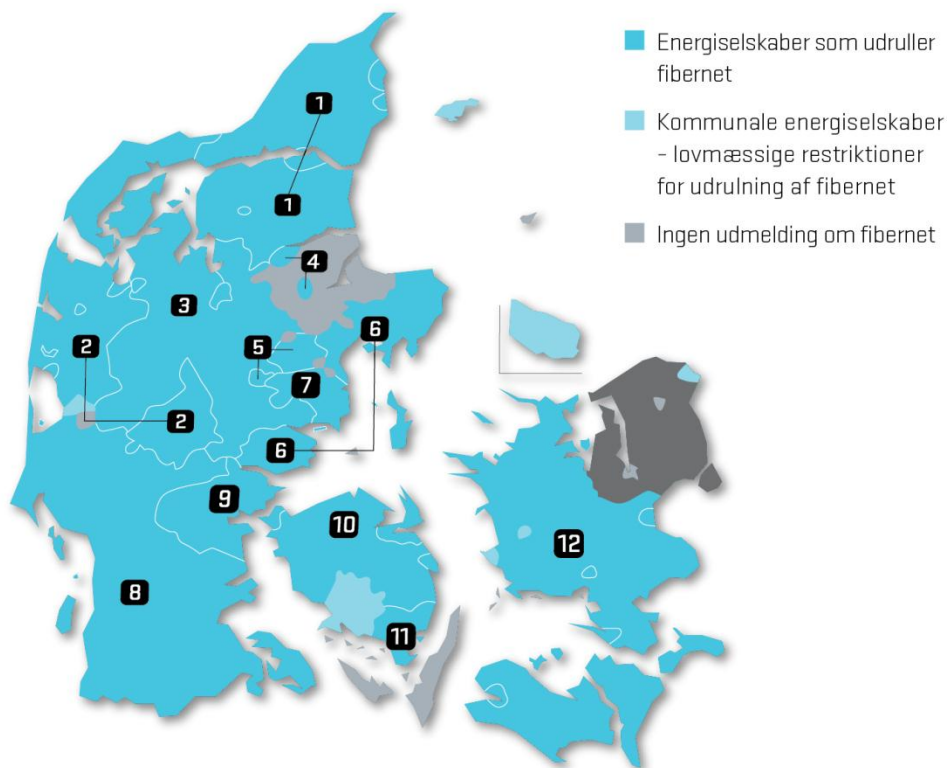 Energiselskaber som udruller
fibernet
Kommunale energiselskaber
- lovmæssige restriktioner
for udrulning af fibernet
Ingen udmelding om fibernet
1
1
4
3
6
2
5
7
2
6
9
10
12
8
11